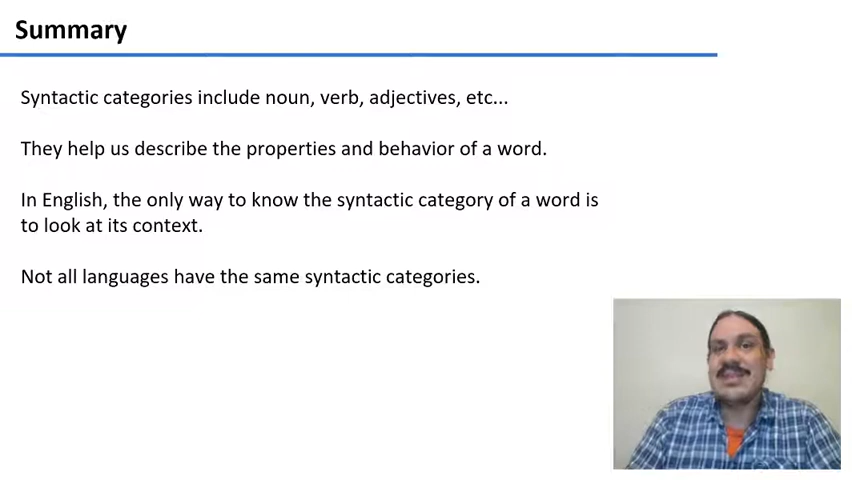 Summary
Syntactic categories include noun, verb, adjectives, etc...
They help us describe the properties and behavior of a word.
In English, the only way to know the syntactic category of a word is
to look at its context.
Not all languages have the same syntactic categories.